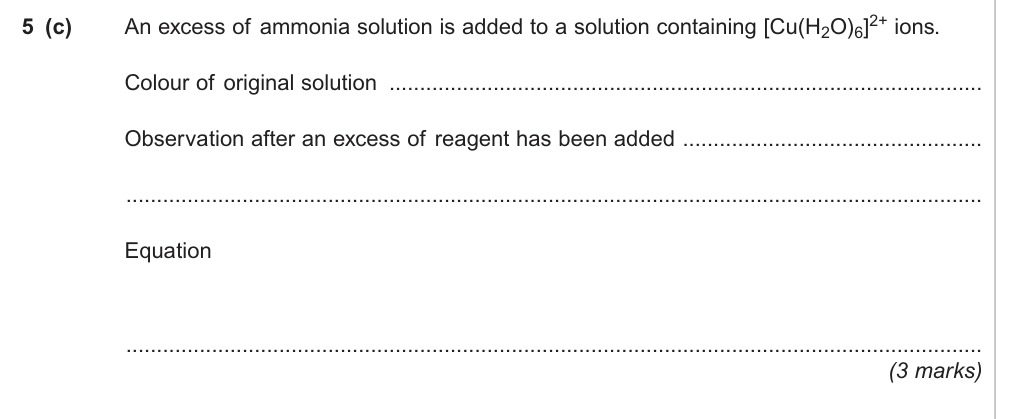 5 (c) An excess of ammonia solution is added to a solution containing [Cu(H₂O)₆]²⁺ ions.
Colour of original solution ..........
Observation after an excess of reagent has been added ..........
..........
Equation
..........
(3 marks)